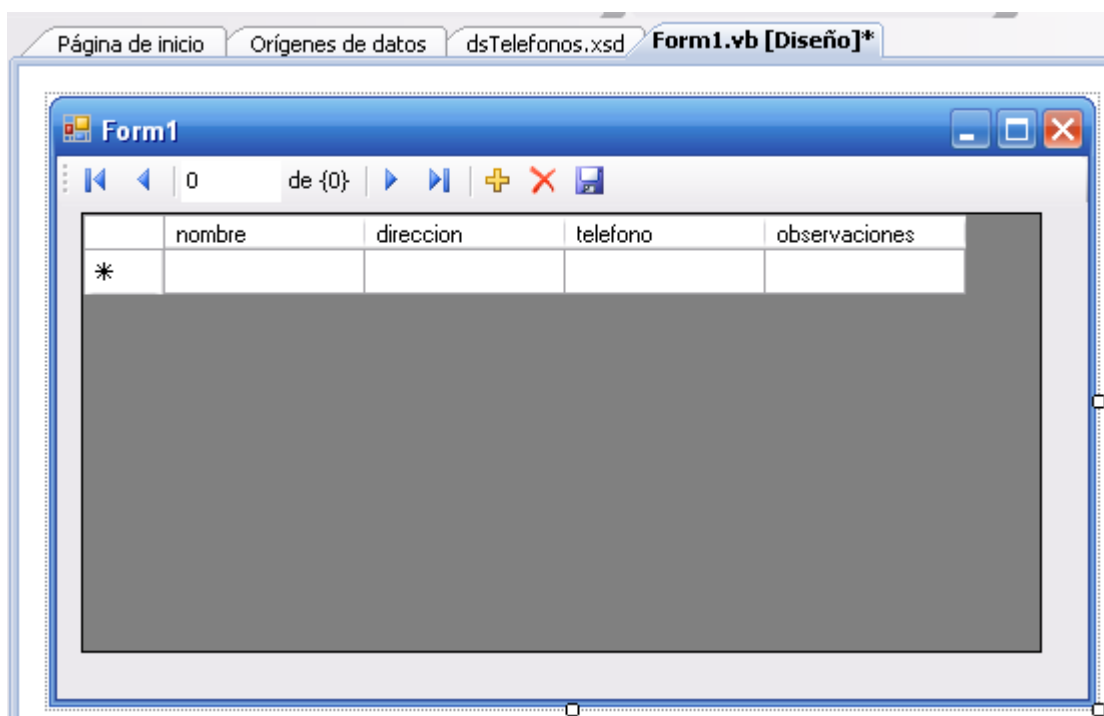 Página de inicio Orígenes de datos dsTelefonos.xsd Form1.vb [Diseño]*
Form1
0 de {0}
nombre direccion telefono observaciones